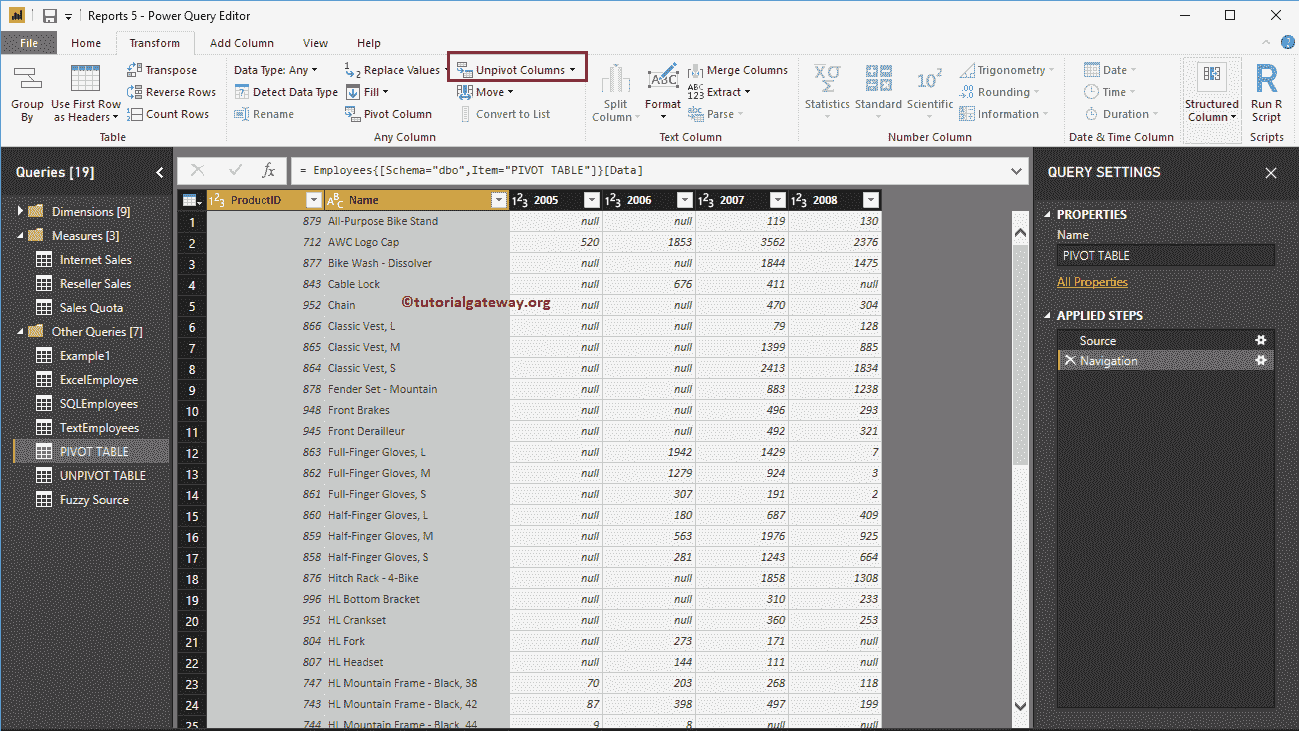 Reports 5 - Power Query Editor
File Home Transform Add Column View Help
Group By
Use First Row as Headers
Transpose
Reverse Rows
Count Rows
Table
Data Type: Any
Detect Data Type
Rename
Replace Values
Fill
Pivot Column
Unpivot Columns
Move
Convert to List
Any Column
Split Column
Format
ABC
Merge Columns
ABC 123 Extract
abc Parse
Text Column
XΣ Statistics
Standard
10² Scientific
Trigonometry
.00 Rounding
Information
Number Column
Date
Time
Duration
Date & Time Column
Structured Column
R Run R Script
Scripts
Queries [19]
Dimensions [9]
Measures [3]
Internet Sales
Reseller Sales
Sales Quota
Other Queries [7]
Example1
ExcelEmployee
SQLEmployees
TextEmployees
PIVOT TABLE
UNPIVOT TABLE
Fuzzy Source
fx = Employees{[Schema="dbo",Item="PIVOT TABLE"]}[Data]
1²3 ProductID ABC Name 1²3 2005 1²3 2006 1²3 2007 1²3 2008
1 879 All-Purpose Bike Stand null null 119 130
2 712 AWC Logo Cap 520 1853 3562 2376
3 877 Bike Wash - Dissolver null null 1844 1475
4 843 Cable Lock null 676 411 null
5 952 Chain null null 470 304
6 866 Classic Vest, L null null 79 128
7 865 Classic Vest, M null null 1399 885
8 864 Classic Vest, S null null 2413 1834
9 878 Fender Set - Mountain null null 883 1238
10 948 Front Brakes null null 496 293
11 945 Front Derailleur null null 492 321
12 863 Full-Finger Gloves, L null 1942 1429 7
13 862 Full-Finger Gloves, M null 1279 924 3
14 861 Full-Finger Gloves, S null 307 191 2
15 860 Half-Finger Gloves, L null 180 687 409
16 859 Half-Finger Gloves, M null 563 1976 925
17 858 Half-Finger Gloves, S null 281 1243 664
18 876 Hitch Rack - 4-Bike null null 1858 1308
19 996 HL Bottom Bracket null null 310 233
20 951 HL Crankset null null 360 253
21 804 HL Fork null 273 171 null
22 807 HL Headset null 144 111 null
23 747 HL Mountain Frame - Black, 38 70 203 268 118
24 743 HL Mountain Frame - Black, 42 87 398 497 199
25 744 HL Mountain Frame - Black, 44 9 8 null null
©tutorialgateway.org
QUERY SETTINGS
PROPERTIES
Name
PIVOT TABLE
All Properties
APPLIED STEPS
Source
Navigation